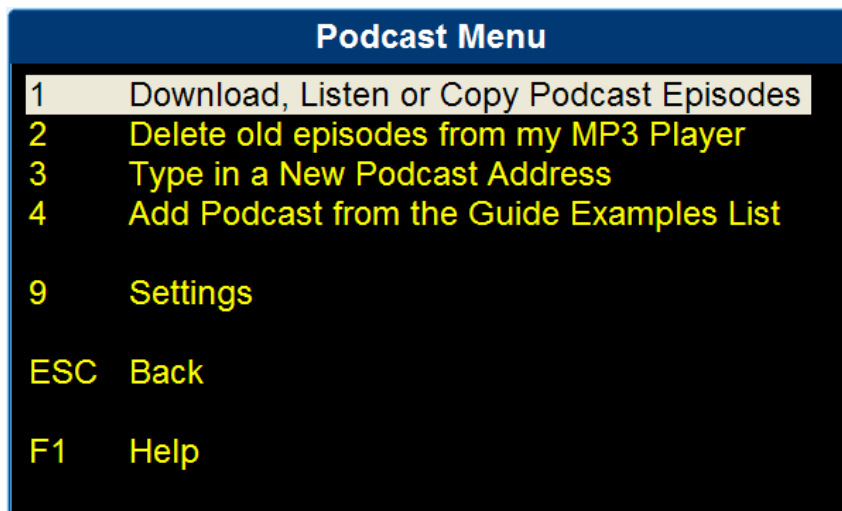 Podcast Menu
1 Download, Listen or Copy Podcast Episodes
2 Delete old episodes from my MP3 Player
3 Type in a New Podcast Address
4 Add Podcast from the Guide Examples List
9 Settings
ESC Back
F1 Help